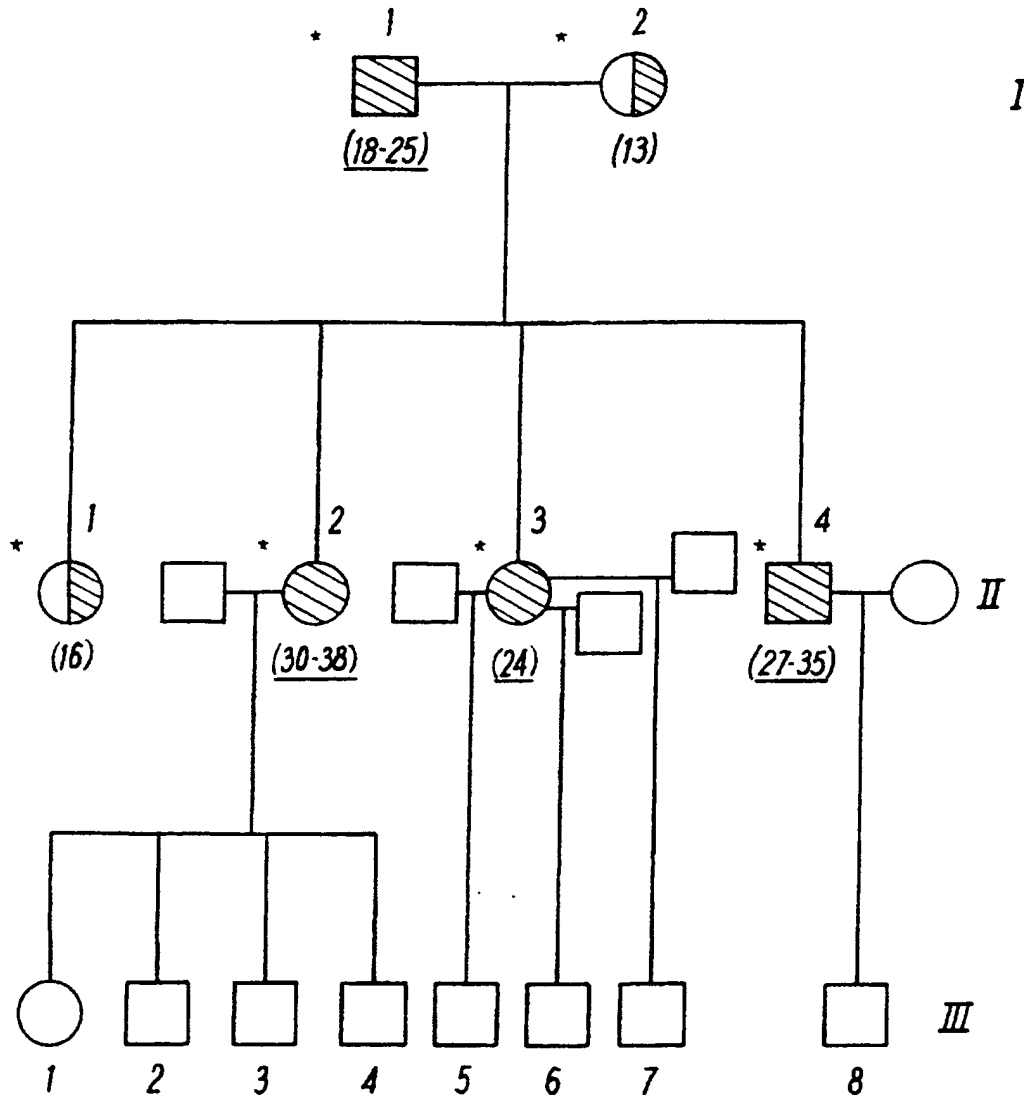 * 1 * 2
I
(18-25) (13)
* 1 * 2 * 3 * 4
II
(16) (30-38) (24) (27-35)
III
1 2 3 4 5 6 7 8